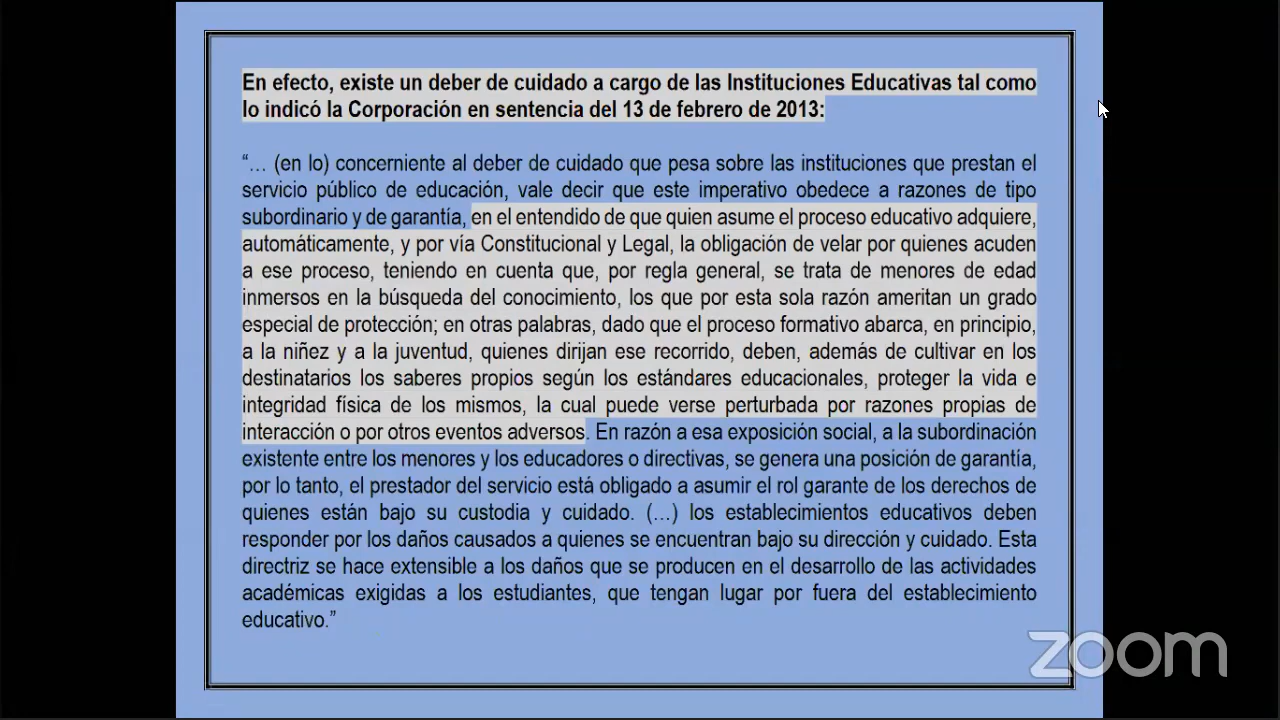 En efecto, existe un deber de cuidado a cargo de las Instituciones Educativas tal como
lo indicó la Corporación en sentencia del 13 de febrero de 2013:
“… (en lo) concerniente al deber de cuidado que pesa sobre las instituciones que prestan el
servicio público de educación, vale decir que este imperativo obedece a razones de tipo
subordinario y de garantía, en el entendido de que quien asume el proceso educativo adquiere,
automáticamente, y por vía Constitucional y Legal, la obligación de velar por quienes acuden
a ese proceso, teniendo en cuenta que, por regla general, se trata de menores de edad
inmersos en la búsqueda del conocimiento, los que por esta sola razón ameritan un grado
especial de protección; en otras palabras, dado que el proceso formativo abarca, en principio,
a la niñez y a la juventud, quienes dirijan ese recorrido, deben, además de cultivar en los
destinatarios los saberes propios según los estándares educacionales, proteger la vida e
integridad física de los mismos, la cual puede verse perturbada por razones propias de
interacción o por otros eventos adversos. En razón a esa exposición social, a la subordinación
existente entre los menores y los educadores o directivas, se genera una posición de garantía,
por lo tanto, el prestador del servicio está obligado a asumir el rol garante de los derechos de
quienes están bajo su custodia y cuidado. (…) los establecimientos educativos deben
responder por los daños causados a quienes se encuentran bajo su dirección y cuidado. Esta
directriz se hace extensible a los daños que se producen en el desarrollo de las actividades
académicas exigidas a los estudiantes, que tengan lugar por fuera del establecimiento
educativo.”
zoom